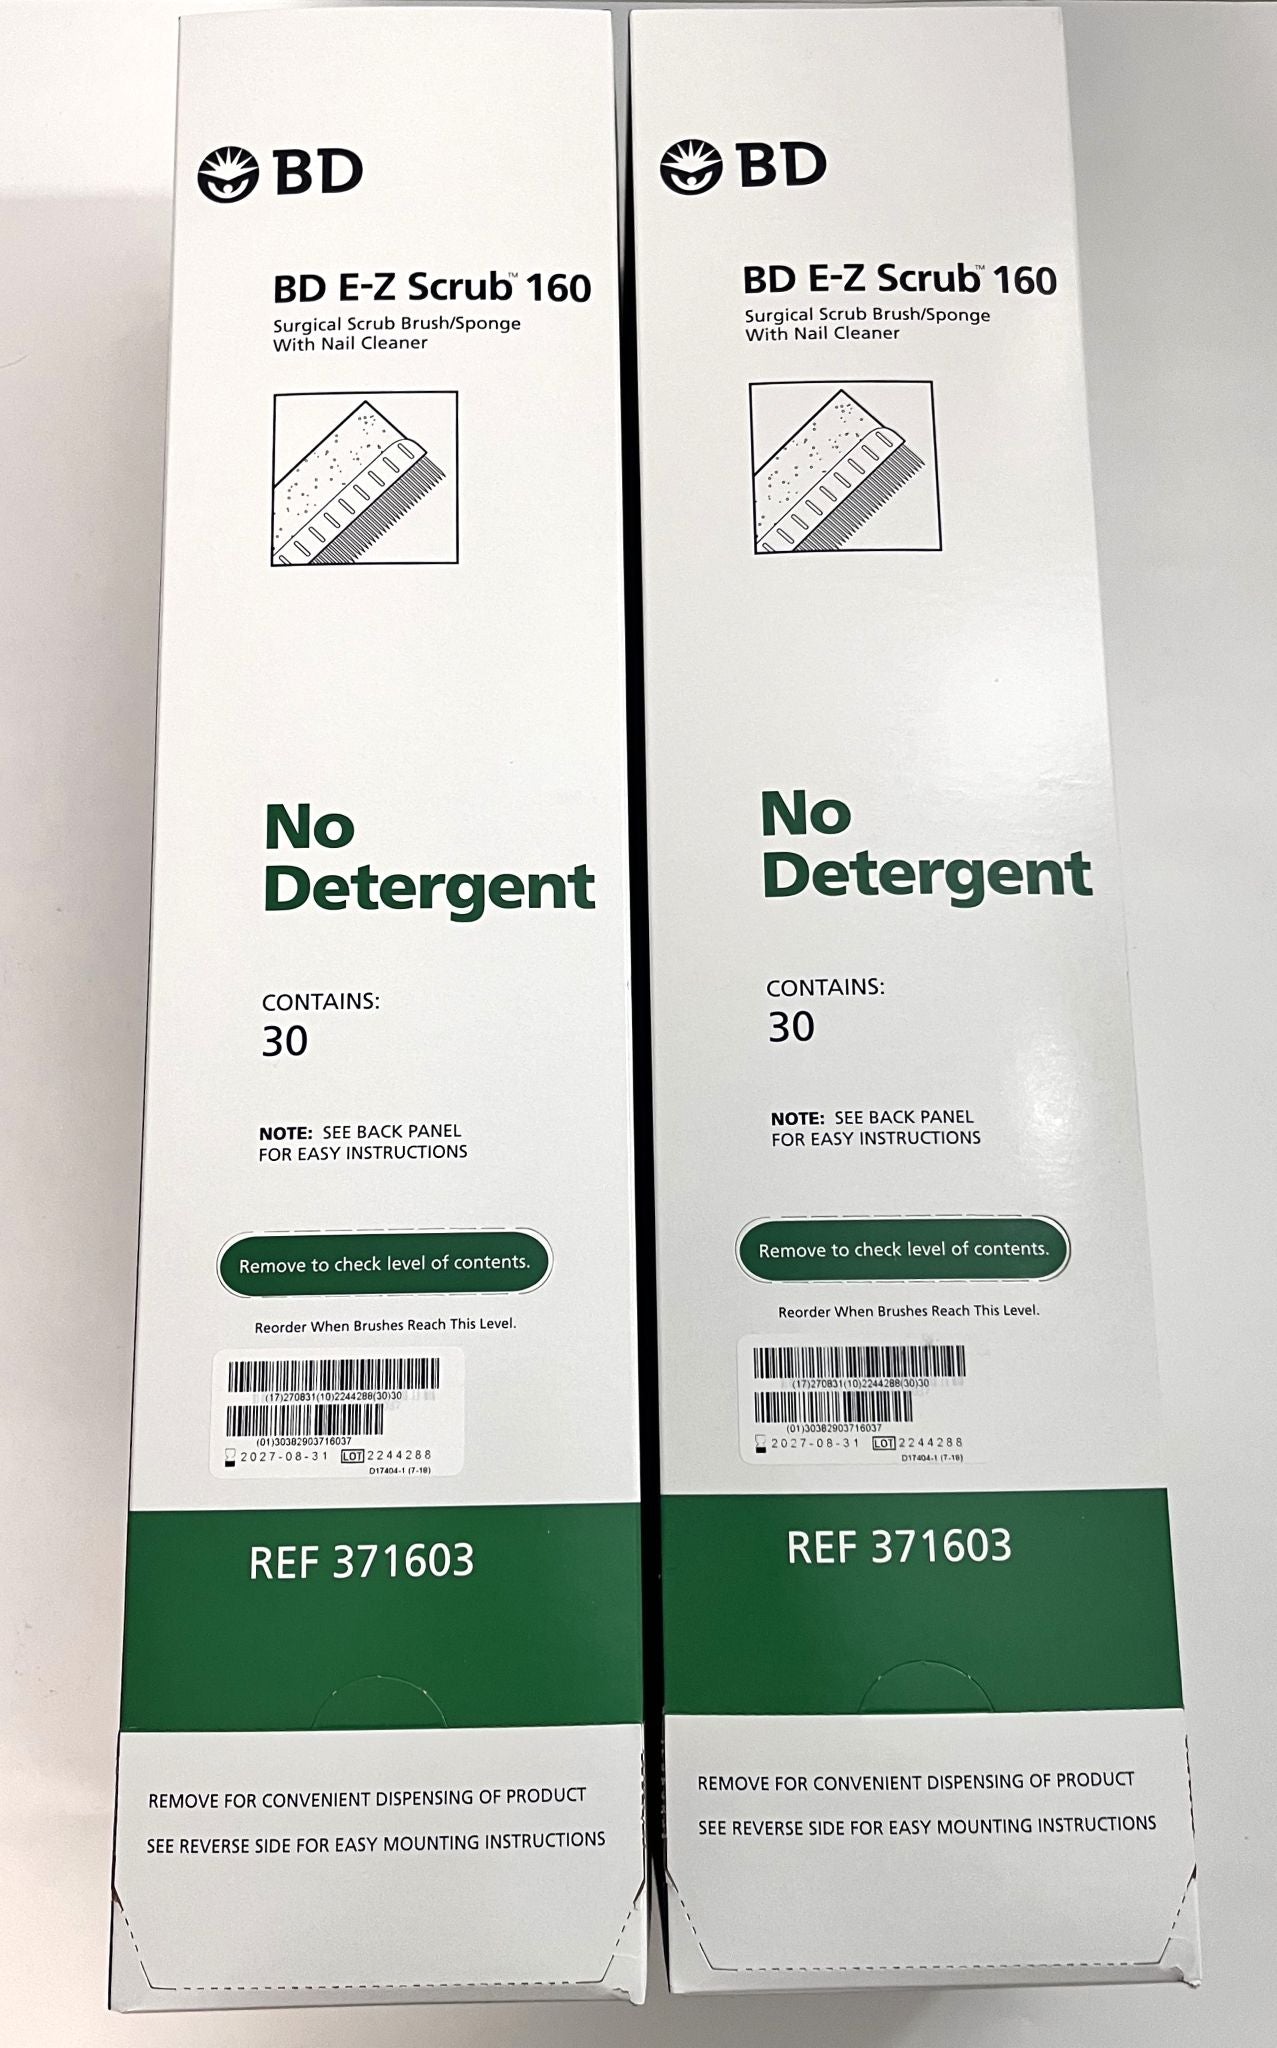 BD
BD E-Z Scrub™ 160
Surgical Scrub Brush/Sponge
With Nail Cleaner
No
Detergent
CONTAINS:
30
NOTE: SEE BACK PANEL
FOR EASY INSTRUCTIONS
Remove to check level of contents.
Reorder When Brushes Reach This Level.
(17)270831(10)2244288(30)30
(01)30382903716037
2027-08-31 LOT 2244288
D17404-1 (7-18)
REF 371603
REMOVE FOR CONVENIENT DISPENSING OF PRODUCT
SEE REVERSE SIDE FOR EASY MOUNTING INSTRUCTIONS
BD
BD E-Z Scrub™ 160
Surgical Scrub Brush/Sponge
With Nail Cleaner
No
Detergent
CONTAINS:
30
NOTE: SEE BACK PANEL
FOR EASY INSTRUCTIONS
Remove to check level of contents.
Reorder When Brushes Reach This Level.
(17)270831(10)2244288(30)30
(01)30382903716037
2027-08-31 LOT 2244288
D17404-1 (7-18)
REF 371603
REMOVE FOR CONVENIENT DISPENSING OF PRODUCT
SEE REVERSE SIDE FOR EASY MOUNTING INSTRUCTIONS